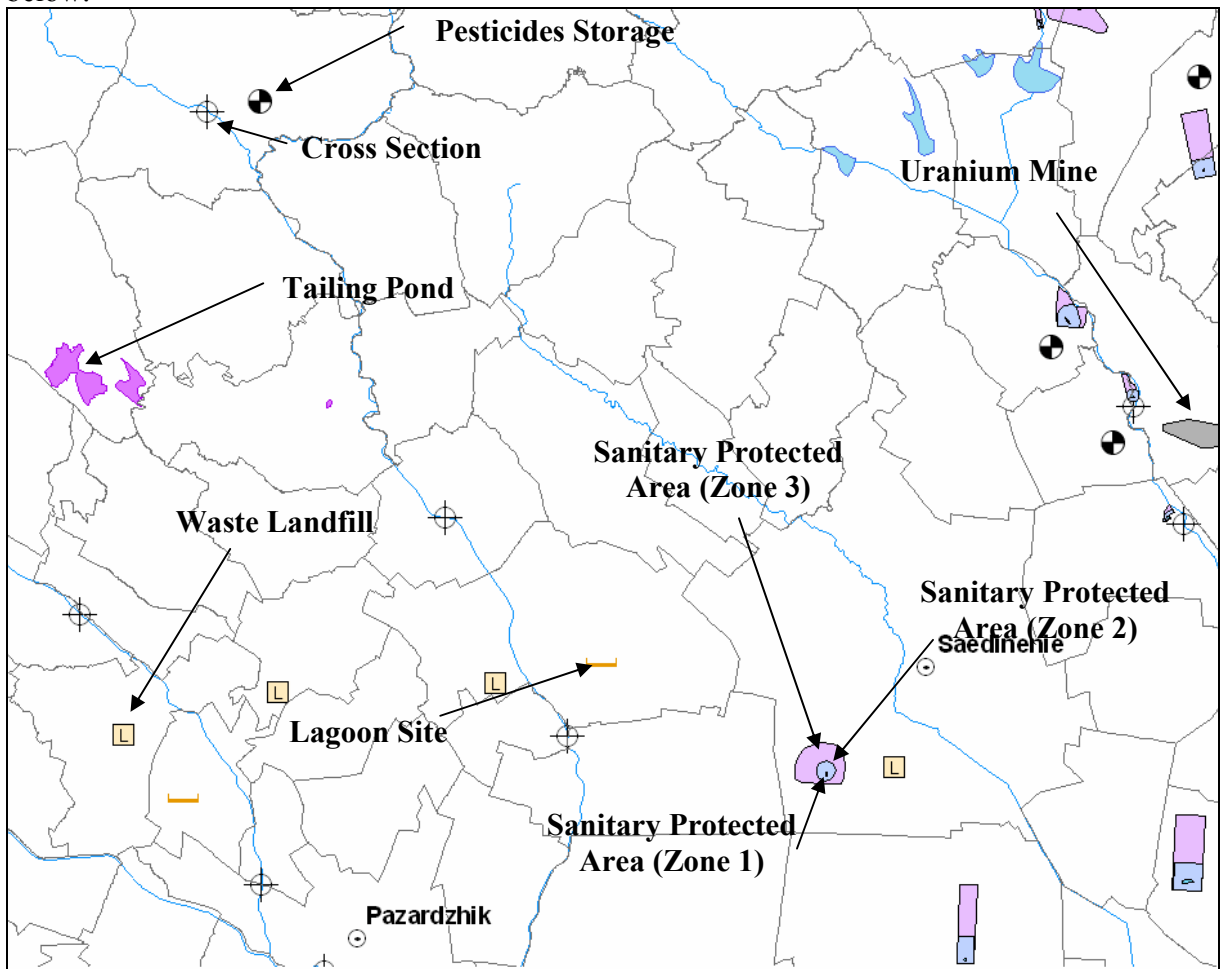 Pesticides Storage
Cross Section
Uranium Mine
Tailing Pond
Sanitary Protected
Area (Zone 3)
Waste Landfill
Sanitary Protected
Area (Zone 2)
Saedinenie
L
L
Lagoon Site
L
L
Sanitary Protected
Area (Zone 1)
Pazardzhik